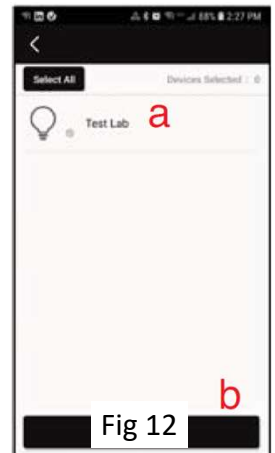 88% 2:27 PM
Select All Devices Selected : 0
Test Lab a
b
Fig 12